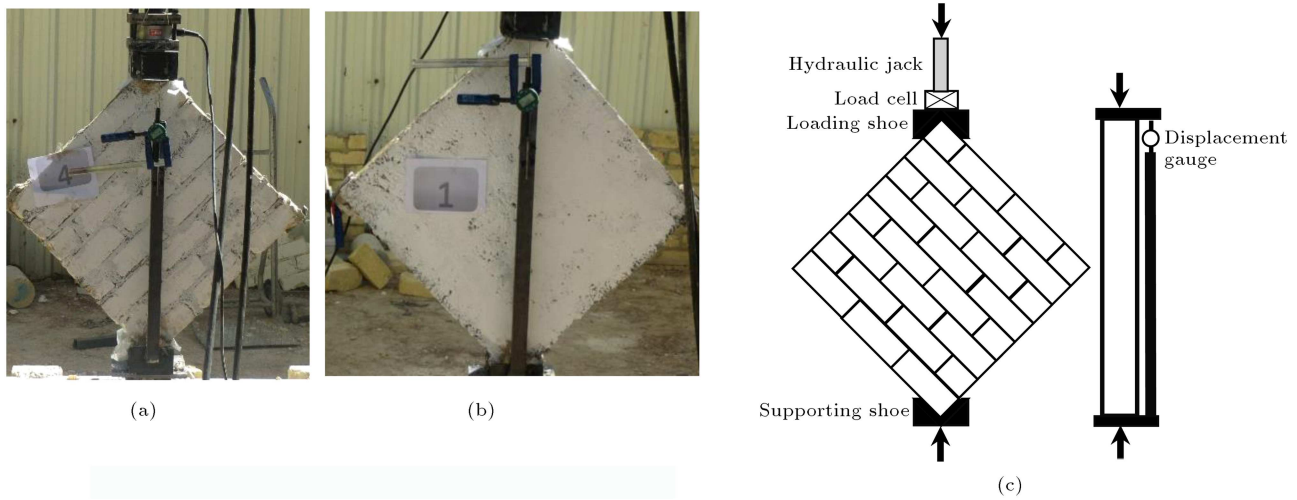 4
1
(a)
(b)
Hydraulic jack
Load cell
Loading shoe
Supporting shoe
Displacement
gauge
(c)